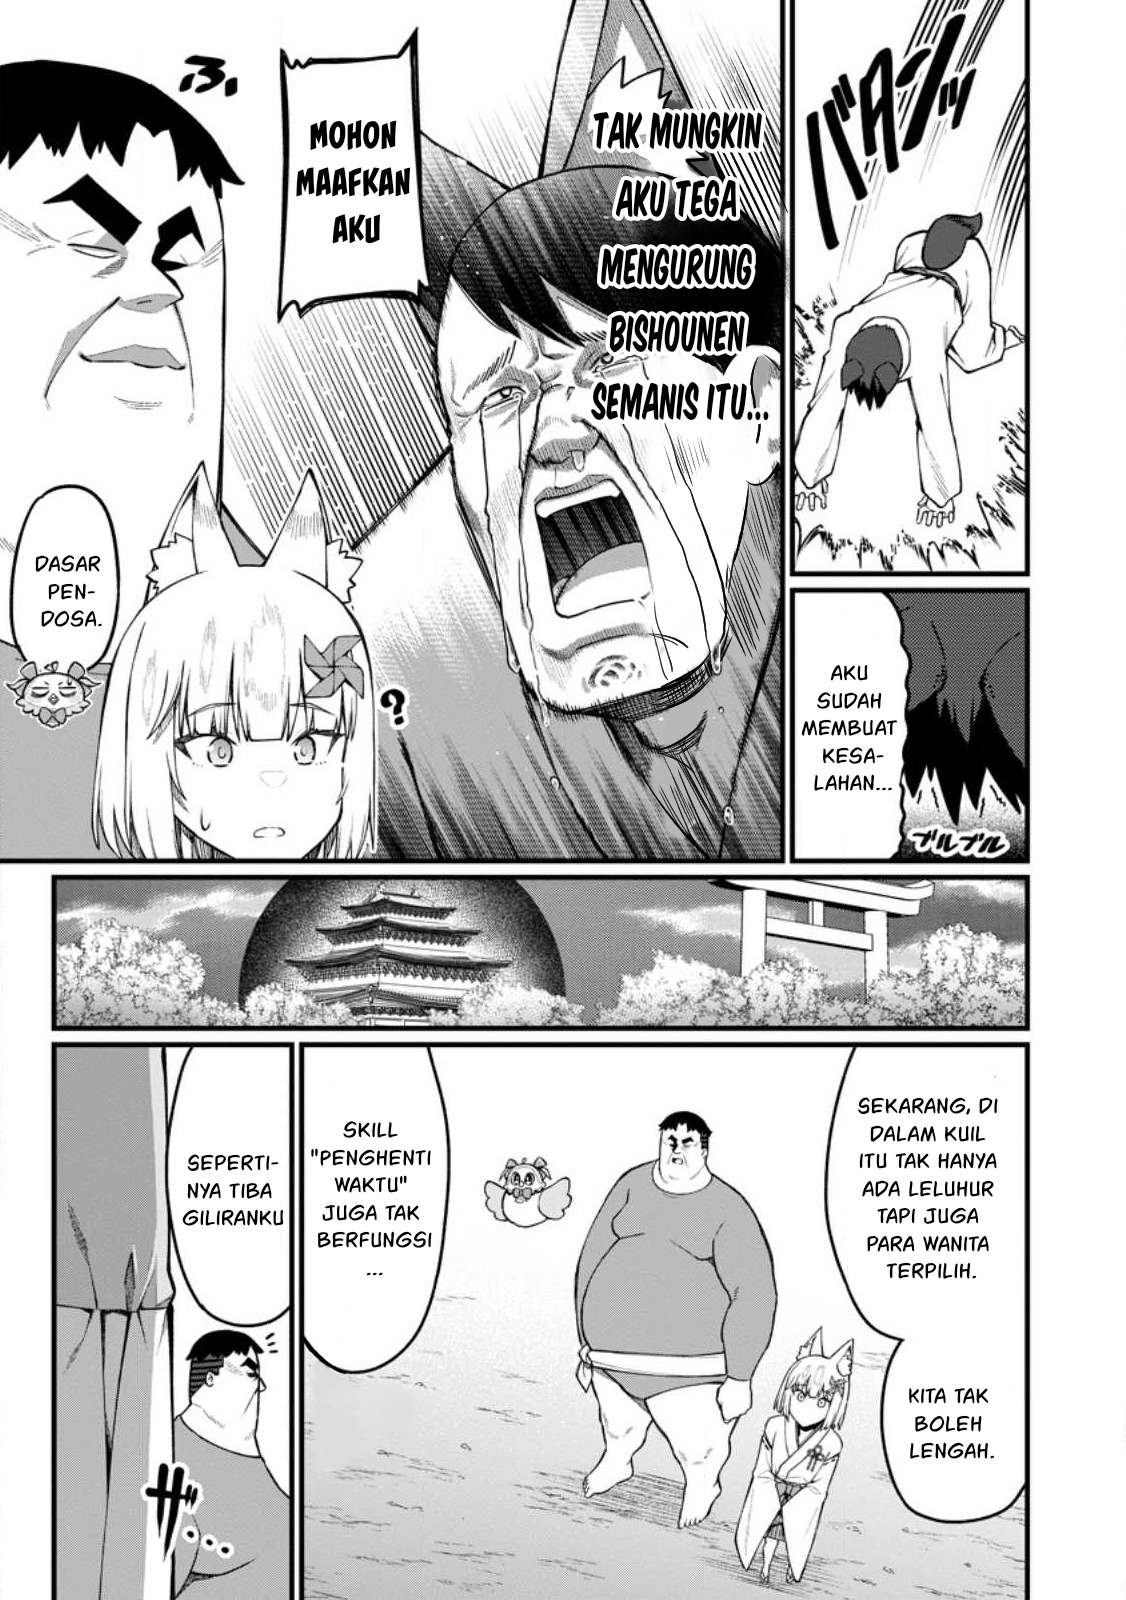 バタンッ
AKU
SUDAH
MEMBUAT
KESA-
LAHAN...
ブルブル
TAK MUNGKIN
AKU TEGA
MENGURUNG
BISHOUNEN
SEMANIS ITU...
MOHON
MAAFKAN
AKU
ふぅ
DASAR
PEN-
DOSA.
?
SEKARANG, DI
DALAM KUIL
ITU TAK HANYA
ADA LELUHUR
TAPI JUGA
PARA WANITA
TERPILIH.
KITA TAK
BOLEH
LENGAH.
SKILL
"PENGHENTI
WAKTU"
JUGA TAK
BERFUNGSI
...
SEPERTI-
NYA TIBA
GILIRANKU
ザ...